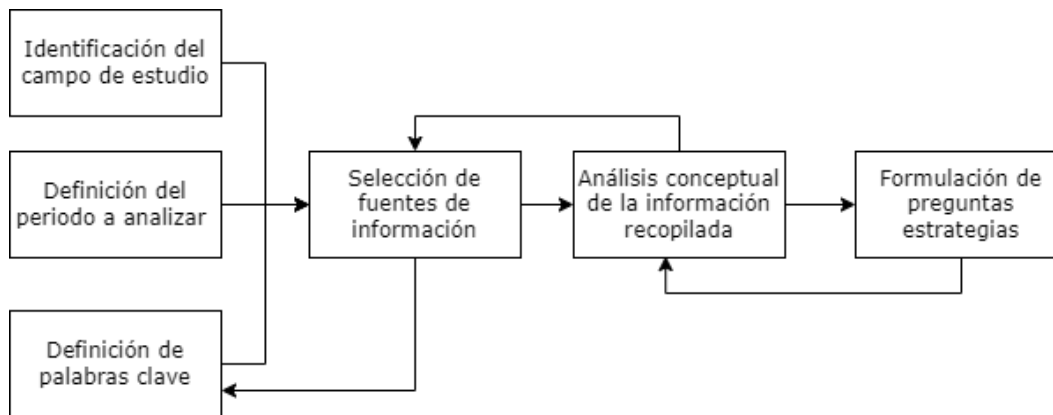 Identificación del
campo de estudio
Definición del
periodo a analizar
Definición de
palabras clave
Selección de
fuentes de
información
Análisis conceptual
de la información
recopilada
Formulación de
preguntas
estrategias